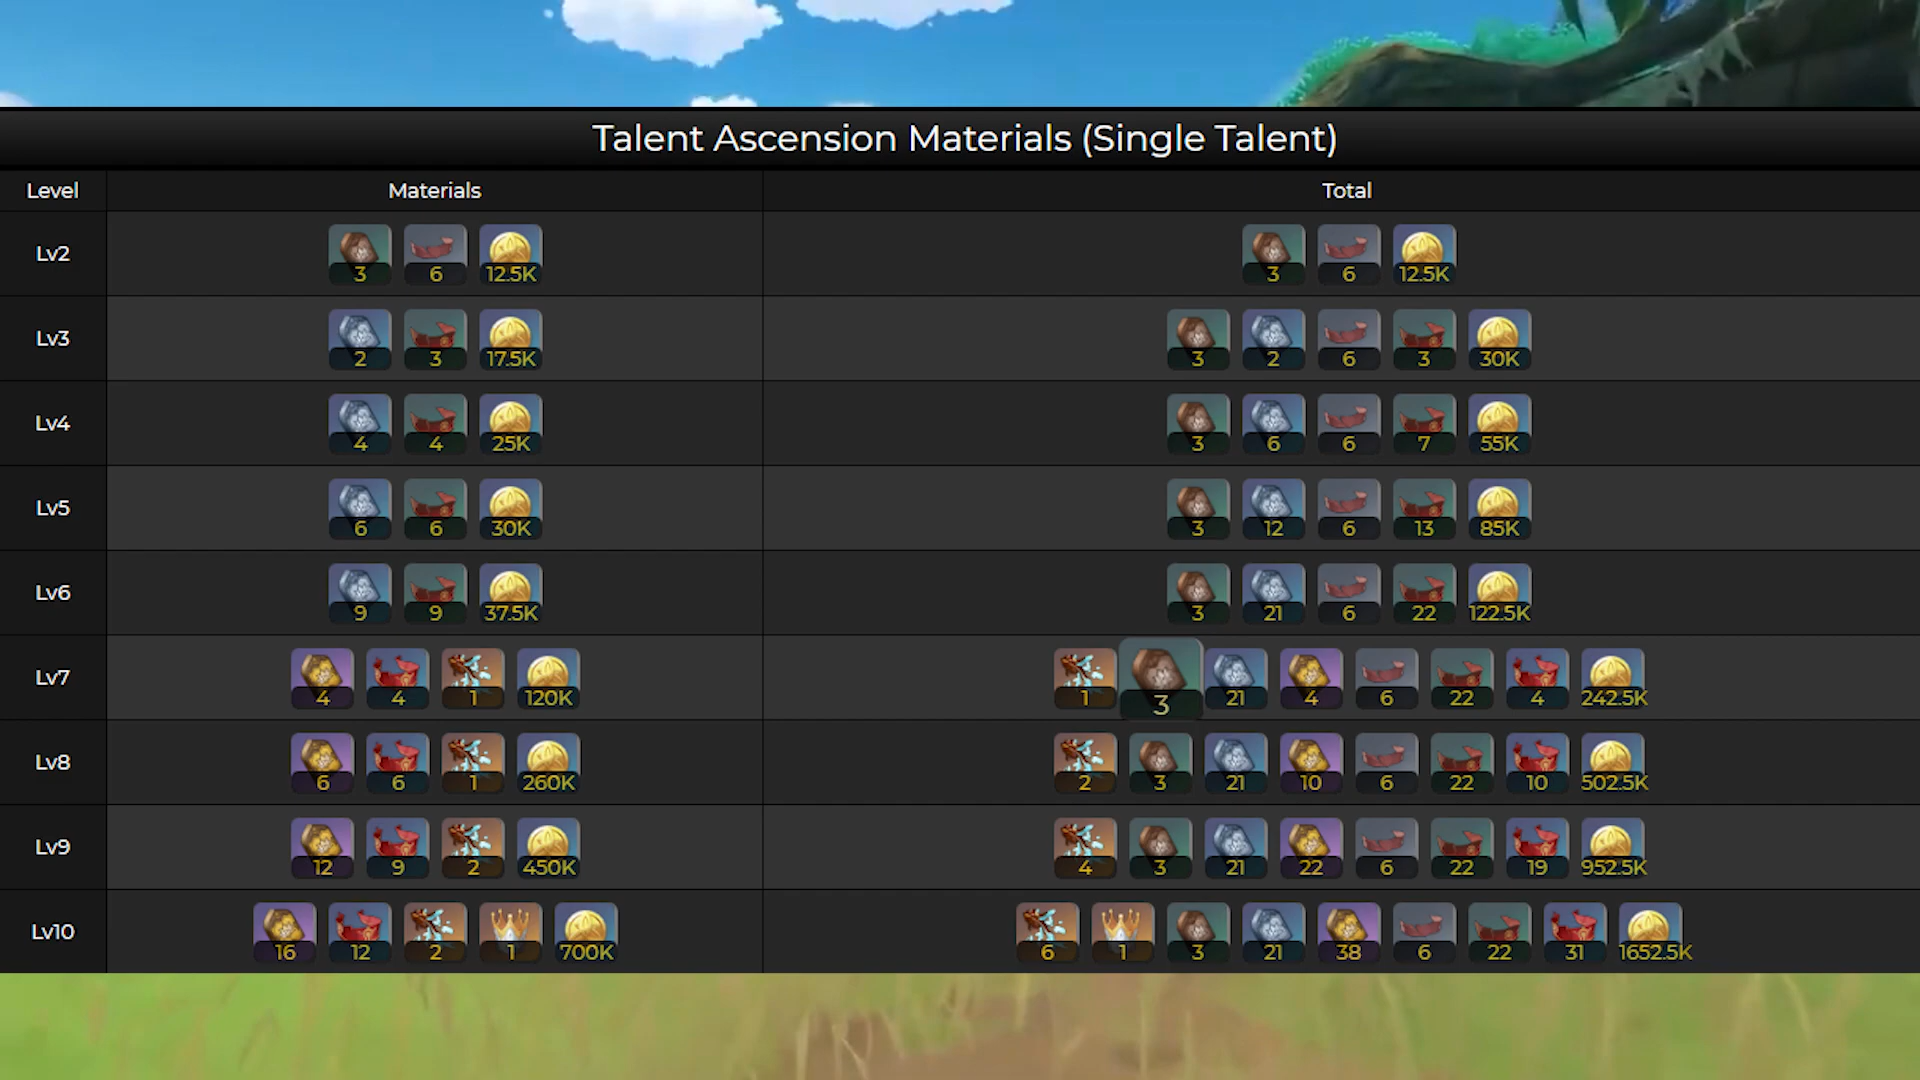 Talent Ascension Materials (Single Talent)
Level Materials Total
Lv2 3 6 12.5K 3 6 12.5K
Lv3 2 3 17.5K 3 2 6 3 30K
Lv4 4 4 25K 3 6 6 7 55K
Lv5 6 6 30K 3 12 6 13 85K
Lv6 9 9 37.5K 3 21 6 22 122.5K
Lv7 4 4 1 120K 1 3 21 4 6 22 4 242.5K
Lv8 6 6 1 260K 2 3 21 10 6 22 10 502.5K
Lv9 12 9 2 450K 4 3 21 22 6 22 19 952.5K
Lv10 16 12 2 1 700K 6 1 3 21 38 6 22 31 1652.5K